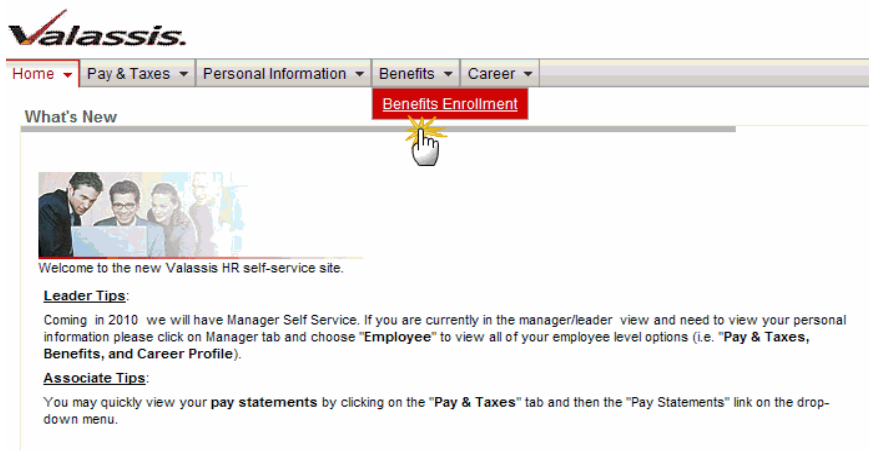 Valassis.
Home Pay & Taxes Personal Information Benefits Career
Benefits Enrollment
What's New
Welcome to the new Valassis HR self-service site.
Leader Tips:
Coming in 2010 we will have Manager Self Service. If you are currently in the manager/leader view and need to view your personal
information please click on Manager tab and choose "Employee" to view all of your employee level options (i.e. "Pay & Taxes,
Benefits, and Career Profile).
Associate Tips:
You may quickly view your pay statements by clicking on the "Pay & Taxes" tab and then the "Pay Statements" link on the drop-
down menu.